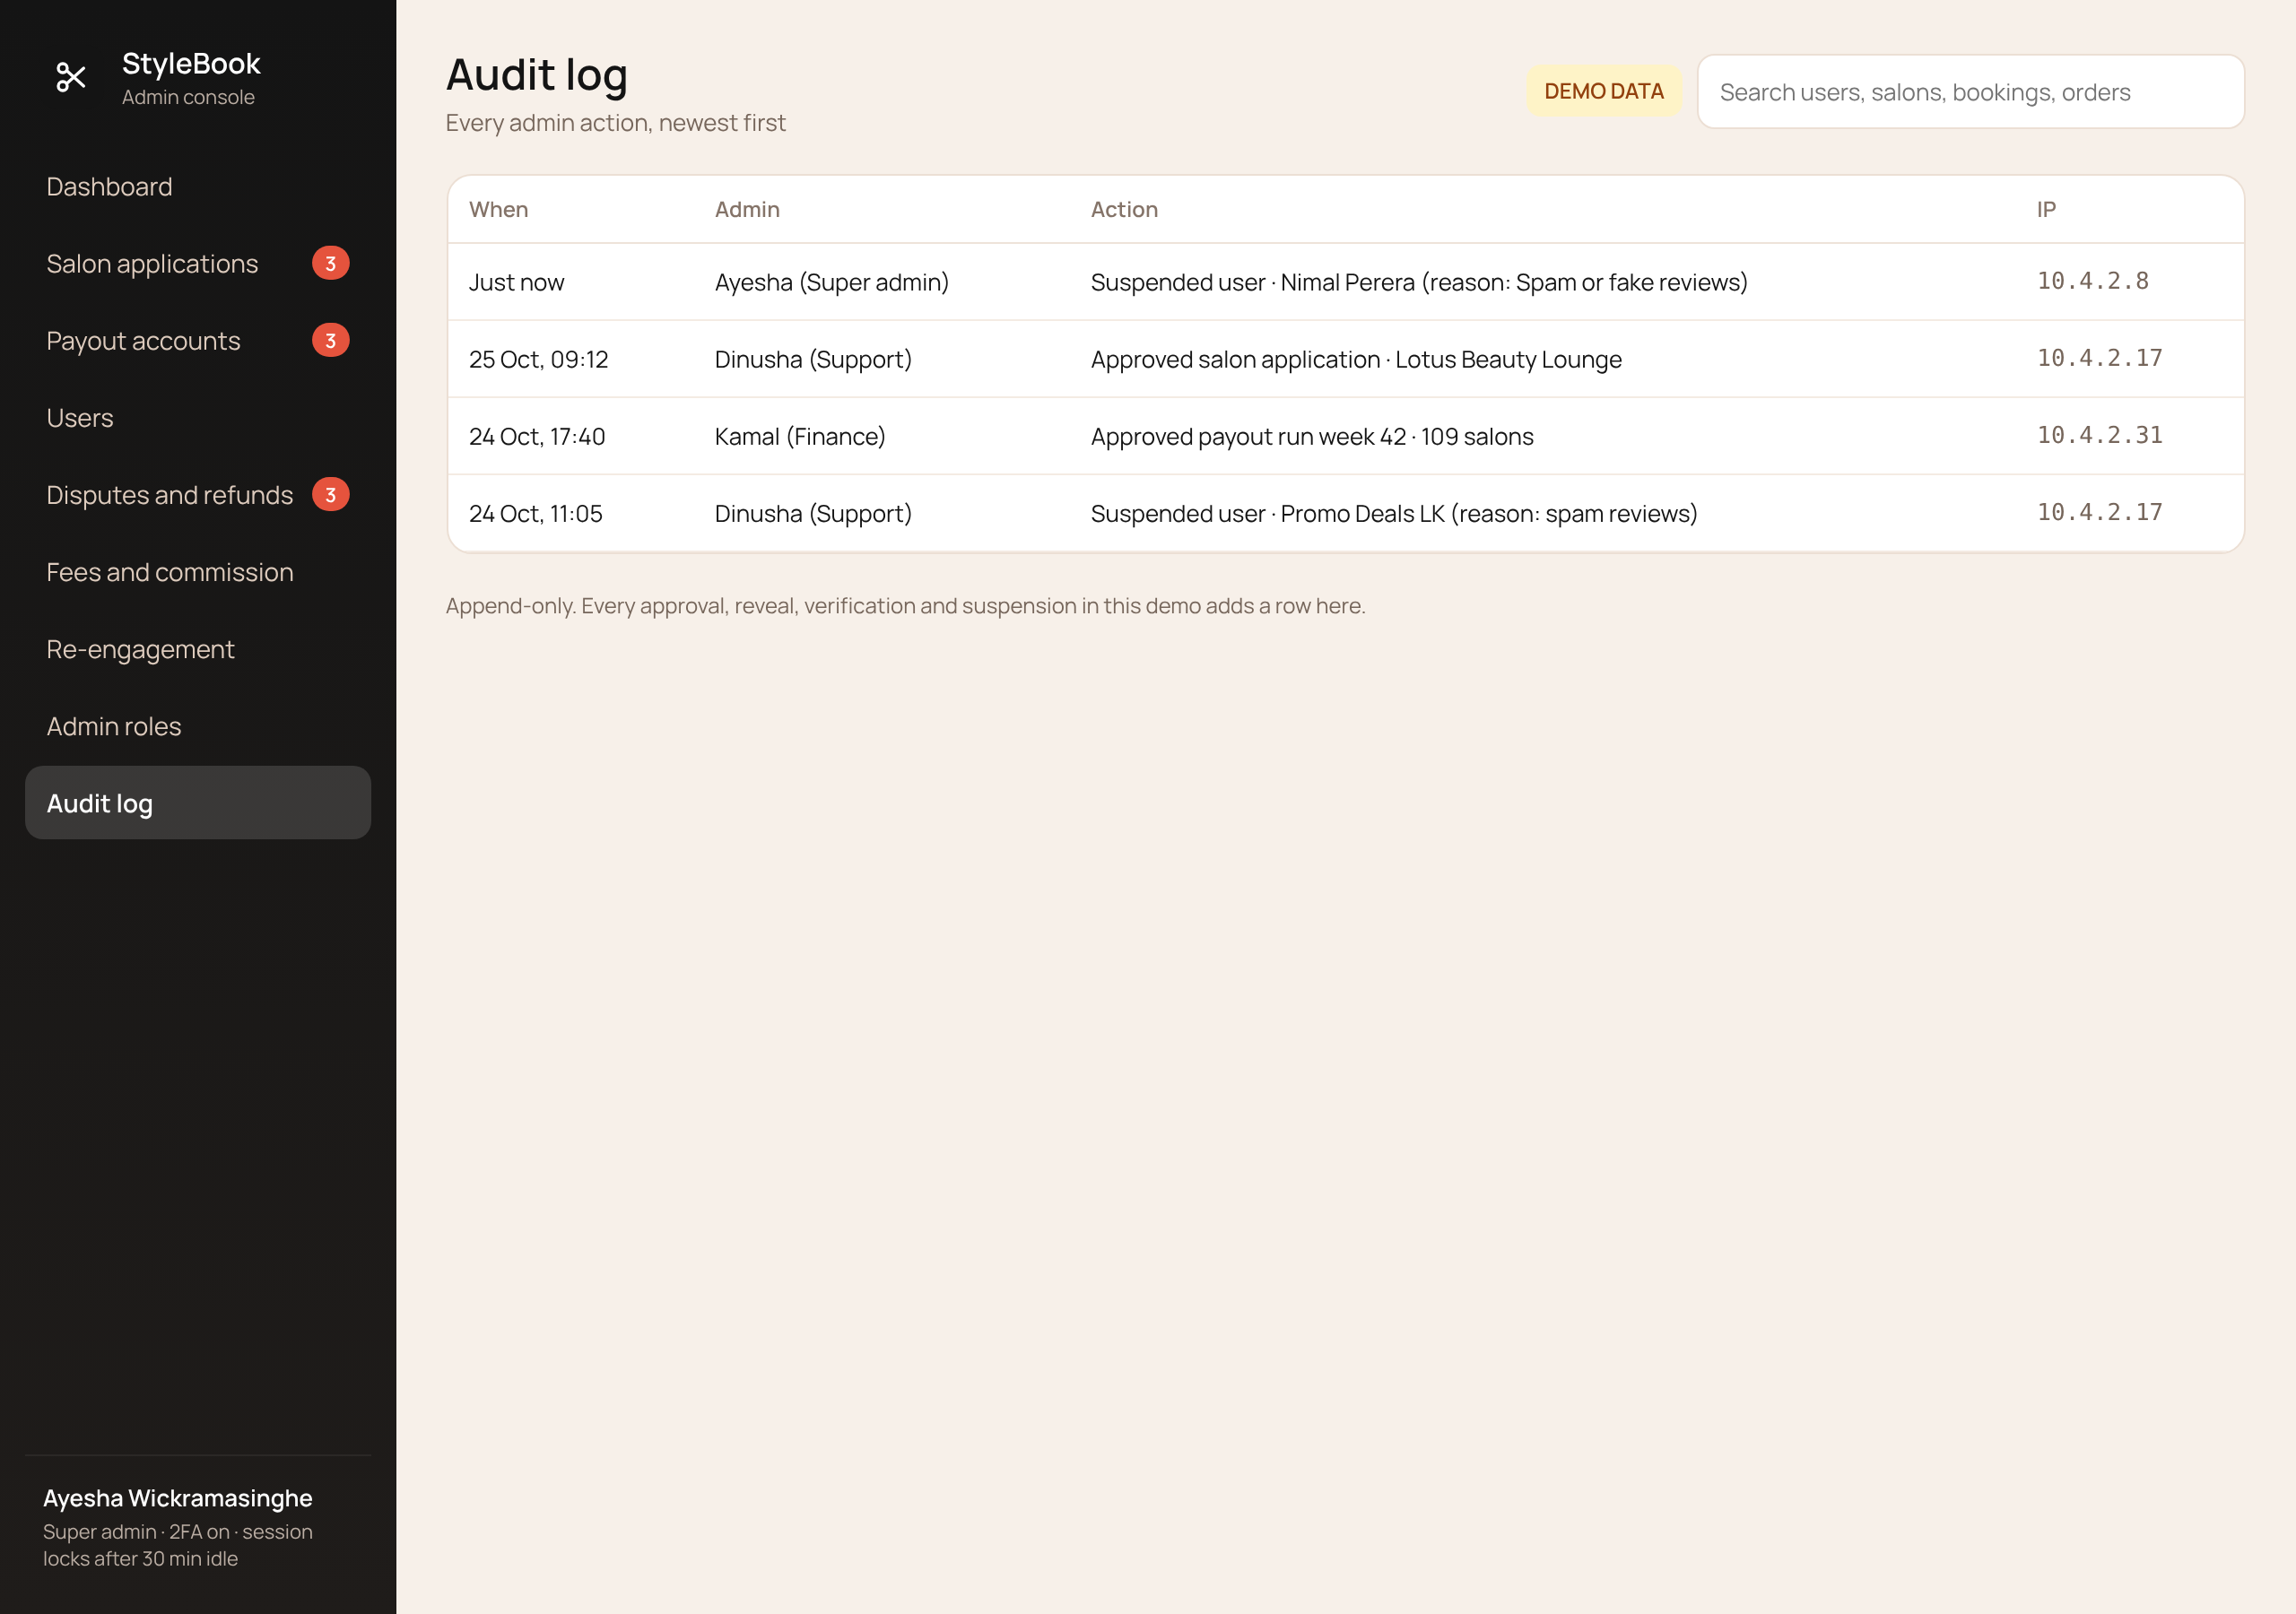 StyleBook
Admin console
Dashboard
Salon applications 3
Payout accounts 3
Users
Disputes and refunds 3
Fees and commission
Re-engagement
Admin roles
Audit log
Ayesha Wickramasinghe
Super admin · 2FA on · session
locks after 30 min idle
Audit log
Every admin action, newest first
DEMO DATA
Search users, salons, bookings, orders
When Admin Action IP
Just now Ayesha (Super admin) Suspended user · Nimal Perera (reason: Spam or fake reviews) 10.4.2.8
25 Oct, 09:12 Dinusha (Support) Approved salon application · Lotus Beauty Lounge 10.4.2.17
24 Oct, 17:40 Kamal (Finance) Approved payout run week 42 · 109 salons 10.4.2.31
24 Oct, 11:05 Dinusha (Support) Suspended user · Promo Deals LK (reason: spam reviews) 10.4.2.17
Append-only. Every approval, reveal, verification and suspension in this demo adds a row here.